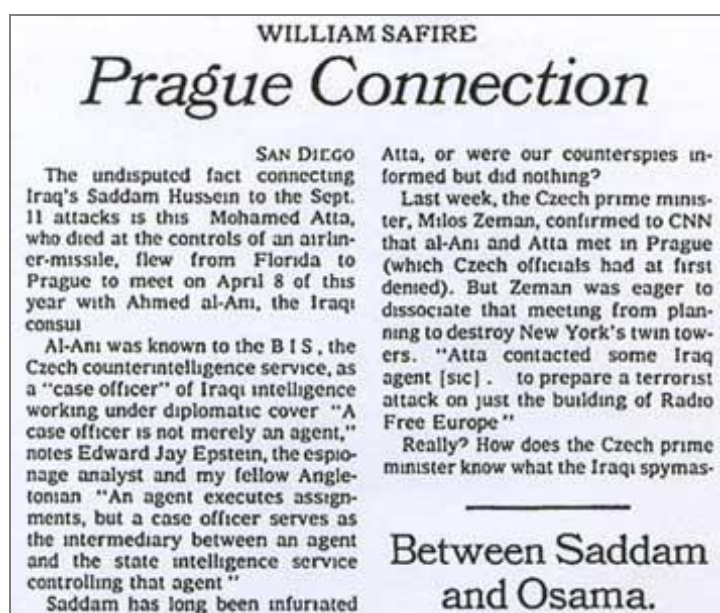 WILLIAM SAFIRE
Prague Connection
SAN DIEGO
The undisputed fact connecting
Iraq's Saddam Hussein to the Sept.
11 attacks is this Mohamed Atta,
who died at the controls of an airlin-
er-missile, flew from Florida to
Prague to meet on April 8 of this
year with Ahmed al-Ani, the Iraqi
consul
Al-Ani was known to the B I S , the
Czech counterintelligence service, as
a "case officer" of Iraqi intelligence
working under diplomatic cover "A
case officer is not merely an agent,"
notes Edward Jay Epstein, the espio-
nage analyst and my fellow Angle-
tonian "An agent executes assign-
ments, but a case officer serves as
the intermediary between an agent
and the state intelligence service
controlling that agent "
Saddam has long been infuriated
Atta, or were our counterspies in-
formed but did nothing?
Last week, the Czech prime minis-
ter, Milos Zeman, confirmed to CNN
that al-Ani and Atta met in Prague
(which Czech officials had at first
denied). But Zeman was eager to
dissociate that meeting from plan-
ning to destroy New York's twin tow-
ers. "Atta contacted some Iraq
agent [sic] . to prepare a terrorist
attack on just the building of Radio
Free Europe "
Really? How does the Czech prime
minister know what the Iraqi spymas-
Between Saddam
and Osama.